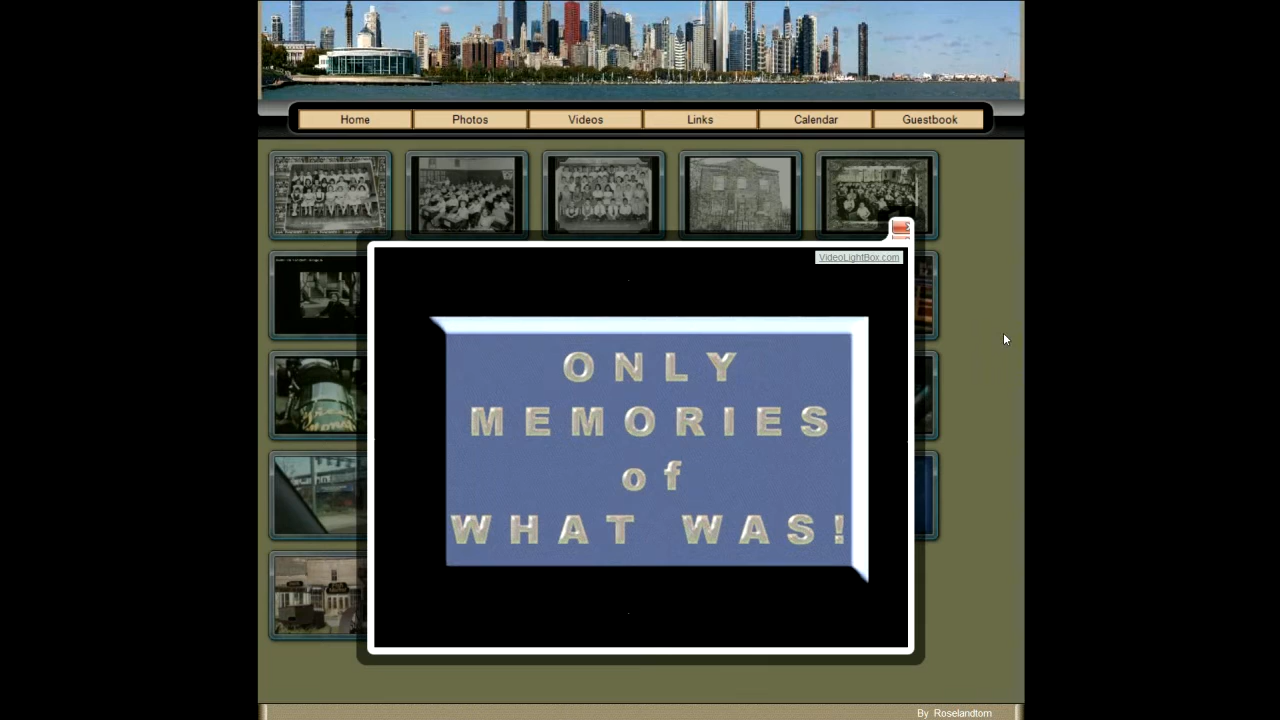 Home Photos Videos Links Calendar Guestbook
VideoLightBox.com
ONLY
MEMORIES
of
WHAT WAS!
By Roselandtom